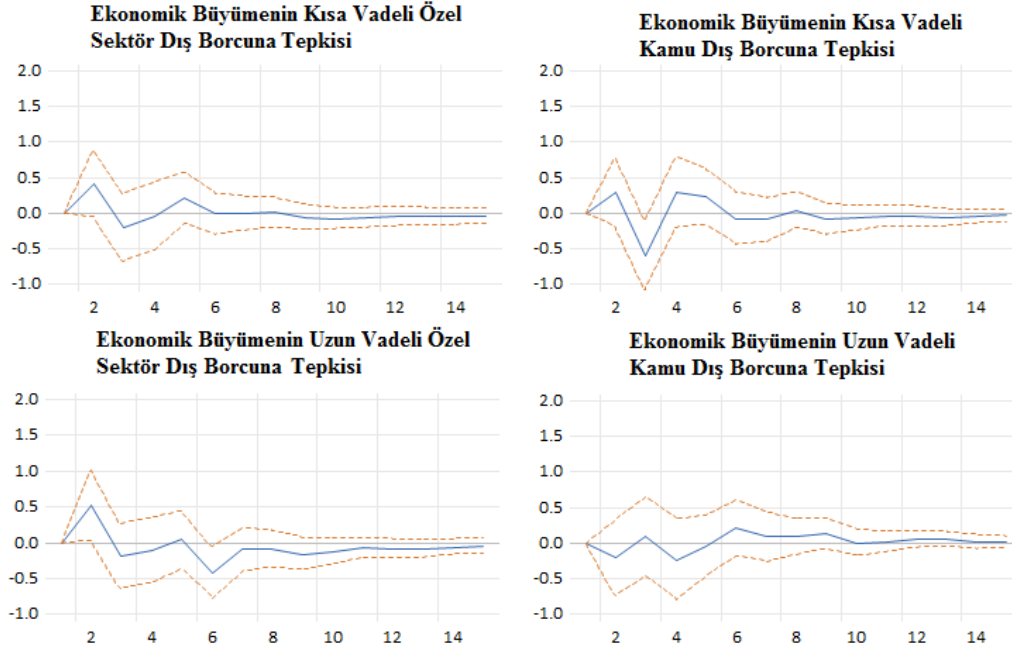 Ekonomik Büyümenin Kısa Vadeli Özel
Sektör Dış Borcuna Tepkisi
2.0
1.5
1.0
0.5
0.0
-0.5
-1.0
2 4 6 8 10 12 14
Ekonomik Büyümenin Kısa Vadeli
Kamu Dış Borcuna Tepkisi
2.0
1.5
1.0
0.5
0.0
-0.5
-1.0
2 4 6 8 10 12 14
Ekonomik Büyümenin Uzun Vadeli Özel
Sektör Dış Borcuna Tepkisi
2.0
1.5
1.0
0.5
0.0
-0.5
-1.0
2 4 6 8 10 12 14
Ekonomik Büyümenin Uzun Vadeli
Kamu Dış Borcuna Tepkisi
2.0
1.5
1.0
0.5
0.0
-0.5
-1.0
2 4 6 8 10 12 14